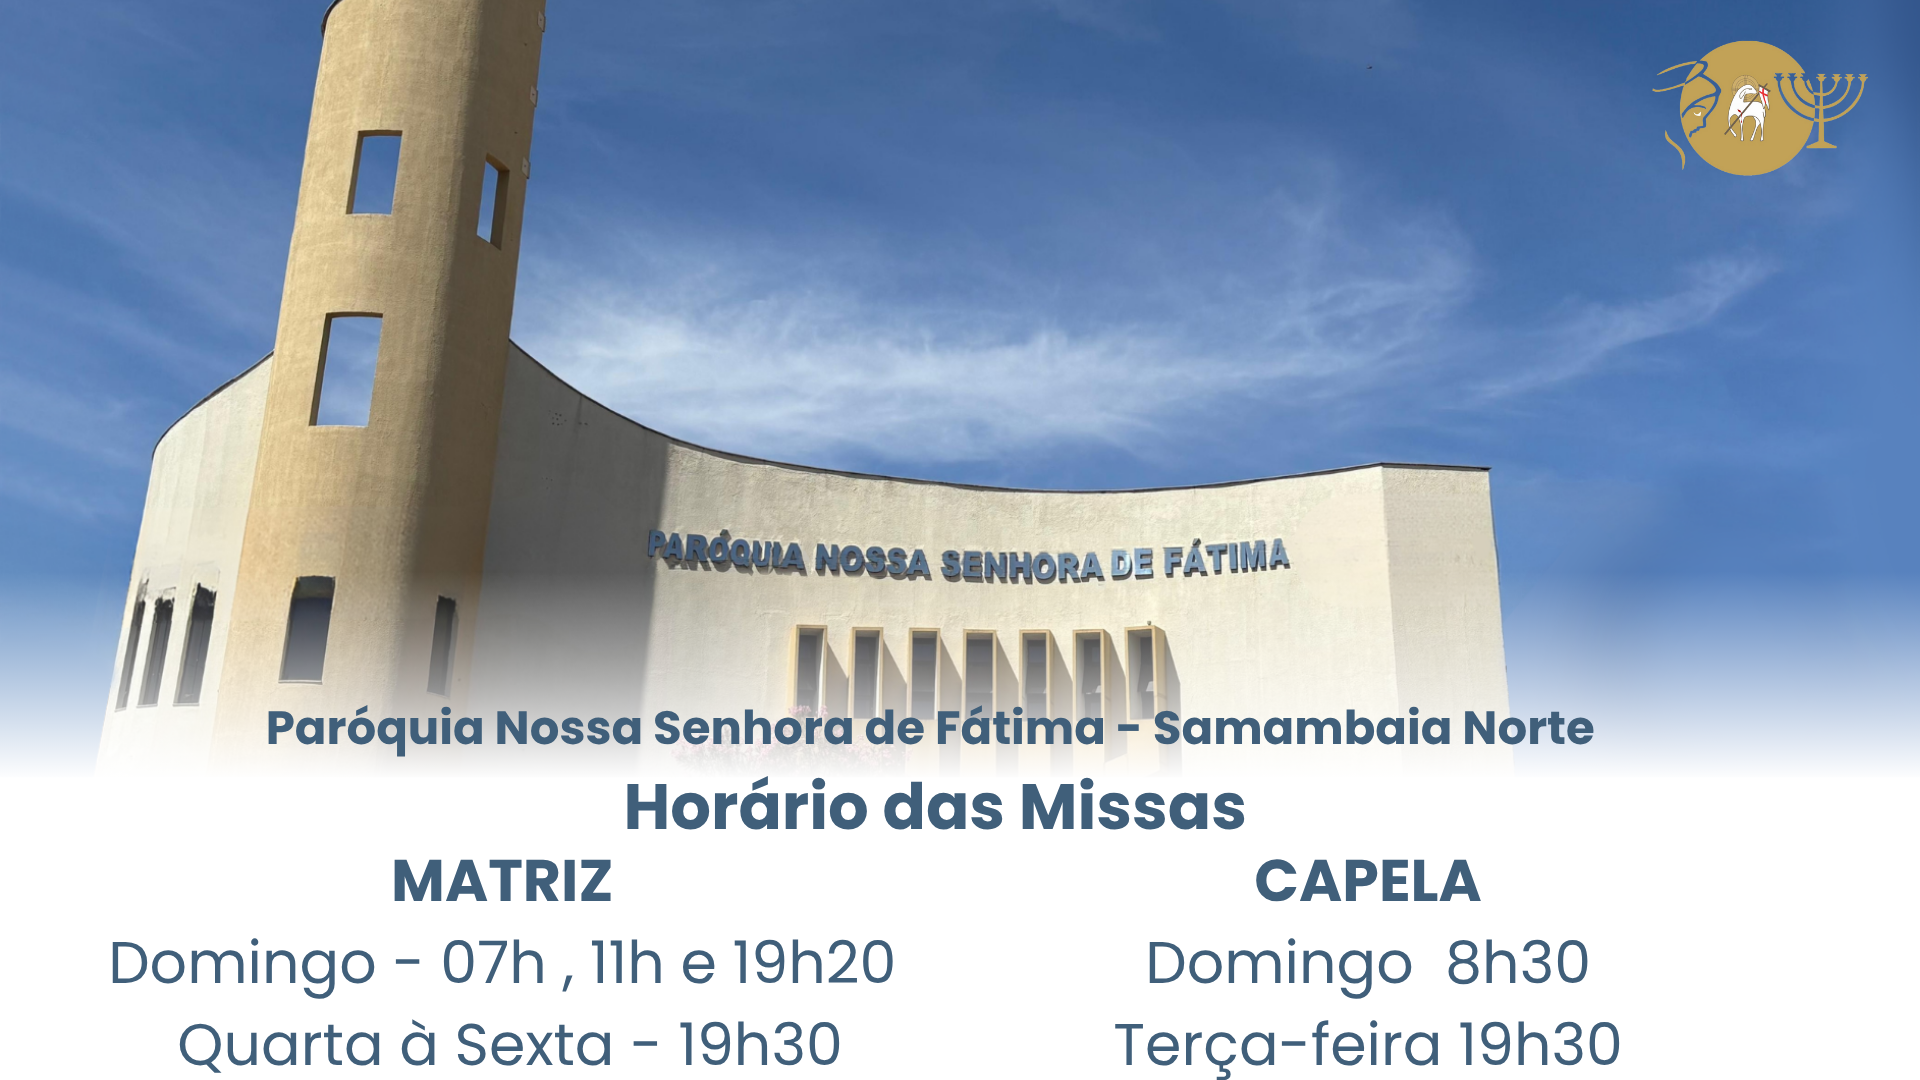 PARÓQUIA NOSSA SENHORA DE FÁTIMA
Paróquia Nossa Senhora de Fátima - Samambaia Norte
Horário das Missas
MATRIZ
Domingo - 07h , 11h e 19h20
Quarta à Sexta - 19h30
CAPELA
Domingo 8h30
Terça-feira 19h30